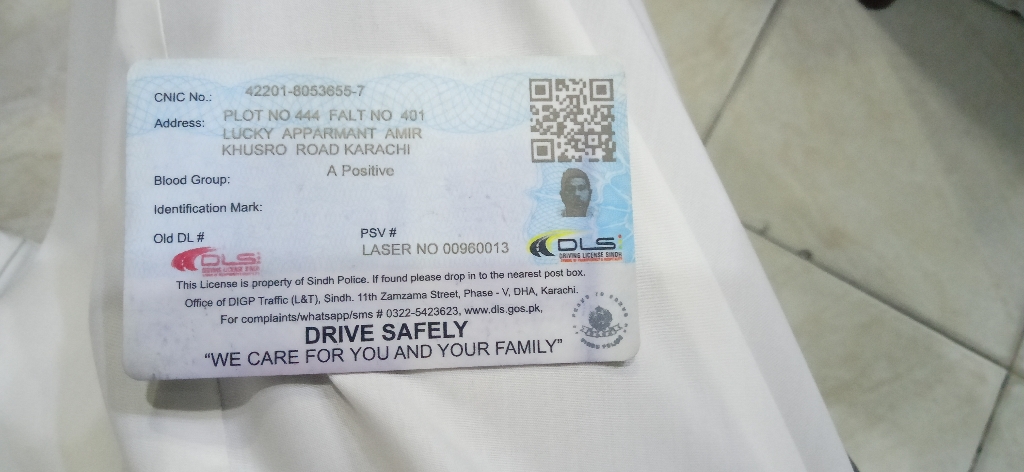 CNIC No.: 42201-8053655-7
Address: PLOT NO 444 FALT NO 401
LUCKY APPARMANT AMIR
KHUSRO ROAD KARACHI
A Positive
Blood Group:
Identification Mark:
Old DL #
PSV #
LASER NO 00960013
DLS
DLS
DRIVING LICENSE SINDH
This License is property of Sindh Police. If found please drop in to the nearest post box.
Office of DIGP Traffic (L&T), Sindh. 11th Zamzama Street, Phase - V, DHA, Karachi.
For complaints/whatsapp/sms # 0322-5423623, www.dls.gos.pk,
DRIVE SAFELY
"WE CARE FOR YOU AND YOUR FAMILY"